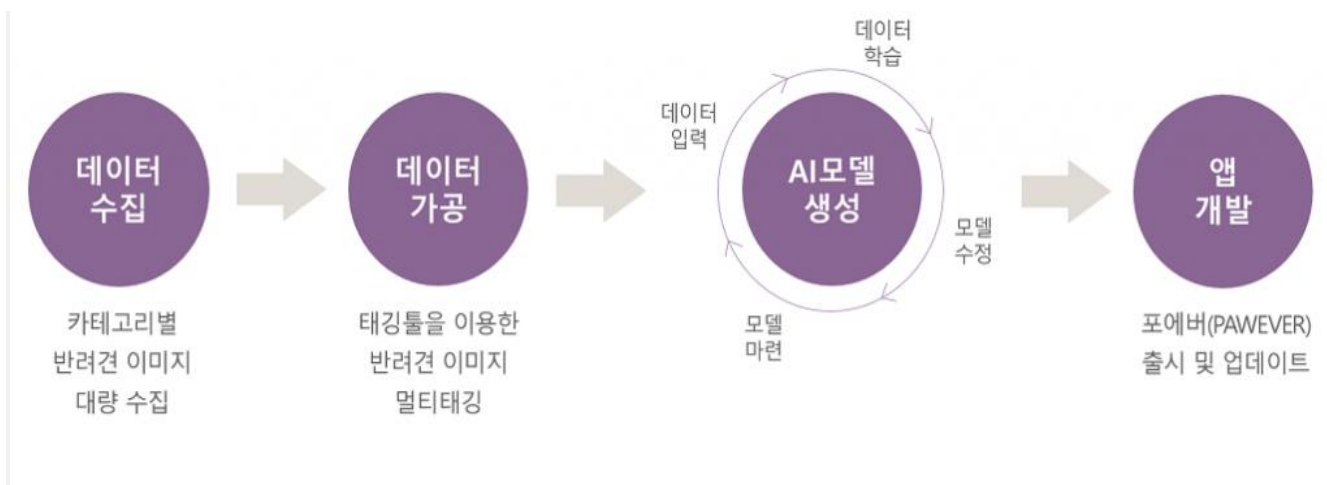 데이터
수집
카테고리별
반려견 이미지
대량 수집
데이터
가공
태깅툴을 이용한
반려견 이미지
멀티태깅
AI모델
생성
데이터
입력
데이터
학습
모델
수정
모델
마련
앱
개발
포에버(PAWEVER)
출시 및 업데이트